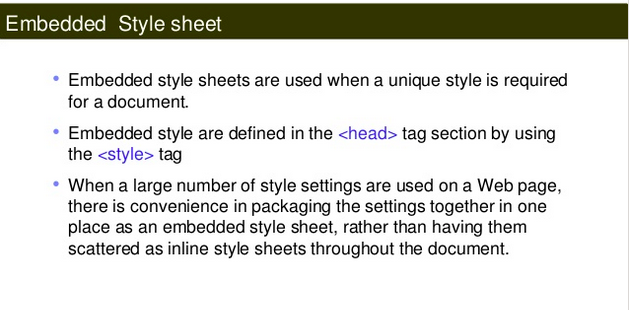 Embedded  Style sheet
• Embedded style sheets are used when a unique style is required
for a document.
• Embedded style are defined in the <head> tag section by using
the <style> tag
• When a large number of style settings are used on a Web page,
there is convenience in packaging the settings together in one
place as an embedded style sheet, rather than having them
scattered as inline style sheets throughout the document.